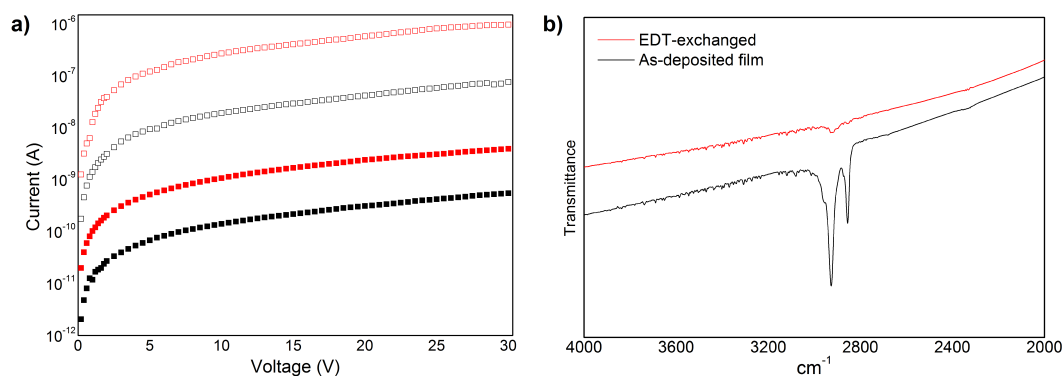 a)
Current (A)
10⁻⁶
10⁻⁷
10⁻⁸
10⁻⁹
10⁻¹⁰
10⁻¹¹
10⁻¹²
0 5 10 15 20 25 30
Voltage (V)
b)
EDT-exchanged
As-deposited film
Transmittance
4000 3600 3200 2800 2400 2000
cm⁻¹